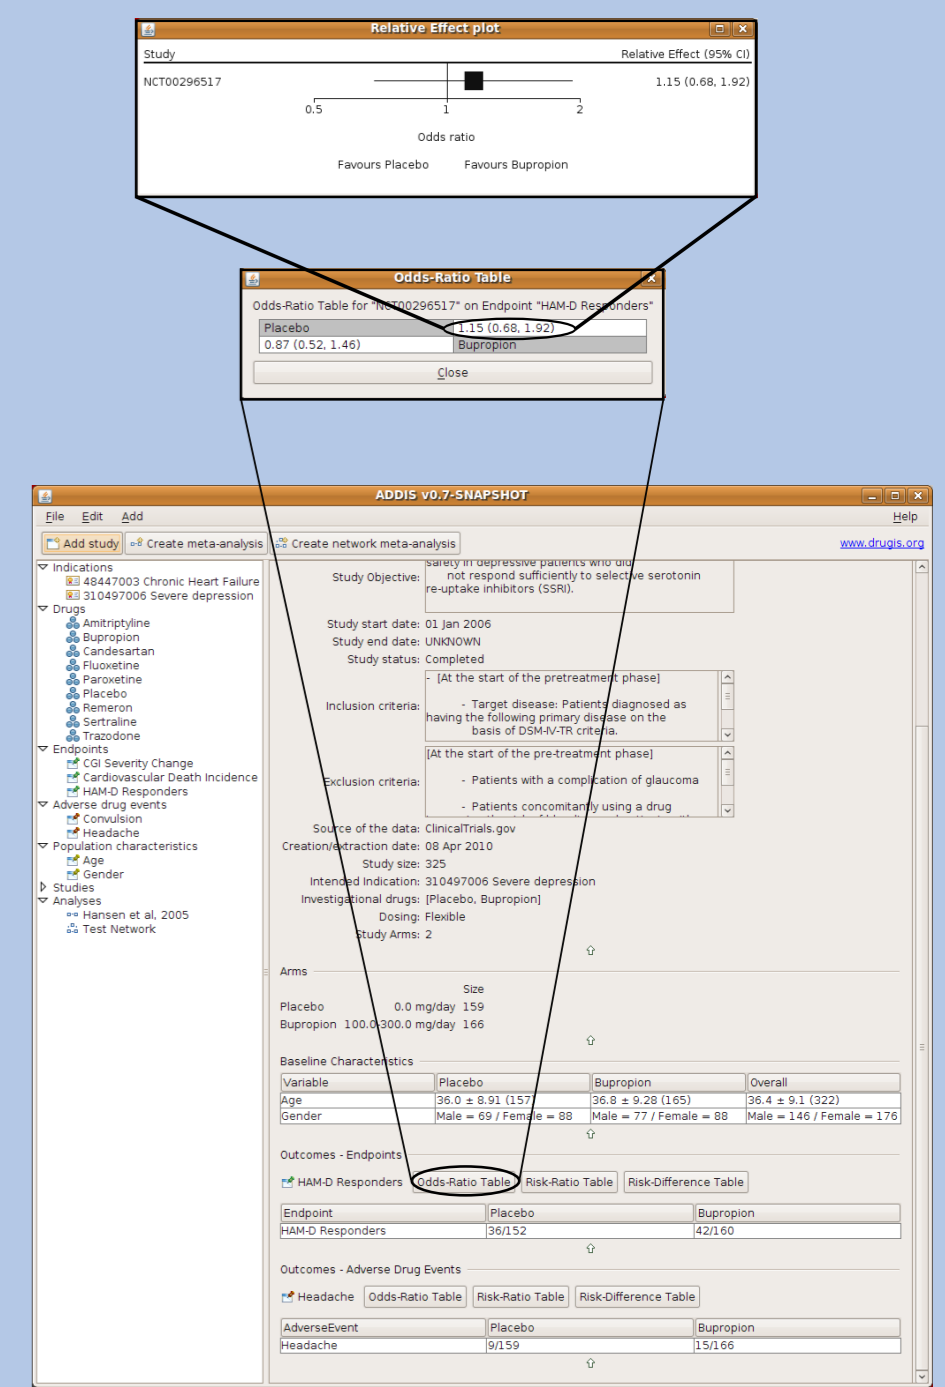 Relative Effect plot
Study Relative Effect (95% CI)
NCT00296517 1.15 (0.68, 1.92)
0.5 1 2
Odds ratio
Favours Placebo Favours Bupropion
Odds-Ratio Table
Odds-Ratio Table for "NCT00296517" on Endpoint "HAM-D Responders"
Placebo 1.15 (0.68, 1.92)
0.87 (0.52, 1.46) Bupropion
Close
ADDIS v0.7-SNAPSHOT
File Edit Add Help
Add study Create meta-analysis Create network meta-analysis www.drugis.org
Indications
48447003 Chronic Heart Failure
310497006 Severe depression
Drugs
Amitriptyline
Bupropion
Candesartan
Fluoxetine
Paroxetine
Placebo
Remeron
Sertraline
Trazodone
Endpoints
CGI Severity Change
Cardiovascular Death Incidence
HAM-D Responders
Adverse drug events
Convulsion
Headache
Population characteristics
Age
Gender
Studies
Analyses
Hansen et al, 2005
Test Network
safety in depressive patients who did
Study Objective: not respond sufficiently to selective serotonin
re-uptake inhibitors (SSRI).
Study start date: 01 Jan 2006
Study end date: UNKNOWN
Study status: Completed
- [At the start of the pretreatment phase]
Inclusion criteria: - Target disease: Patients diagnosed as
having the following primary disease on the
basis of DSM-IV-TR criteria.
[At the start of the pre-treatment phase]
Exclusion criteria: - Patients with a complication of glaucoma
- Patients concomitantly using a drug
Source of the data: ClinicalTrials.gov
Creation/extraction date: 08 Apr 2010
Study size: 325
Intended Indication: 310497006 Severe depression
Investigational drugs: [Placebo, Bupropion]
Dosing: Flexible
Study Arms: 2
Arms
Size
Placebo 0.0 mg/day 159
Bupropion 100.0-300.0 mg/day 166
Baseline Characteristics
Variable Placebo Bupropion Overall
Age 36.0 ± 8.91 (157) 36.8 ± 9.28 (165) 36.4 ± 9.1 (322)
Gender Male = 69 / Female = 88 Male = 77 / Female = 88 Male = 146 / Female = 176
Outcomes - Endpoints
HAM-D Responders Odds-Ratio Table Risk-Ratio Table Risk-Difference Table
Endpoint Placebo Bupropion
HAM-D Responders 36/152 42/160
Outcomes - Adverse Drug Events
Headache Odds-Ratio Table Risk-Ratio Table Risk-Difference Table
AdverseEvent Placebo Bupropion
Headache 9/159 15/166